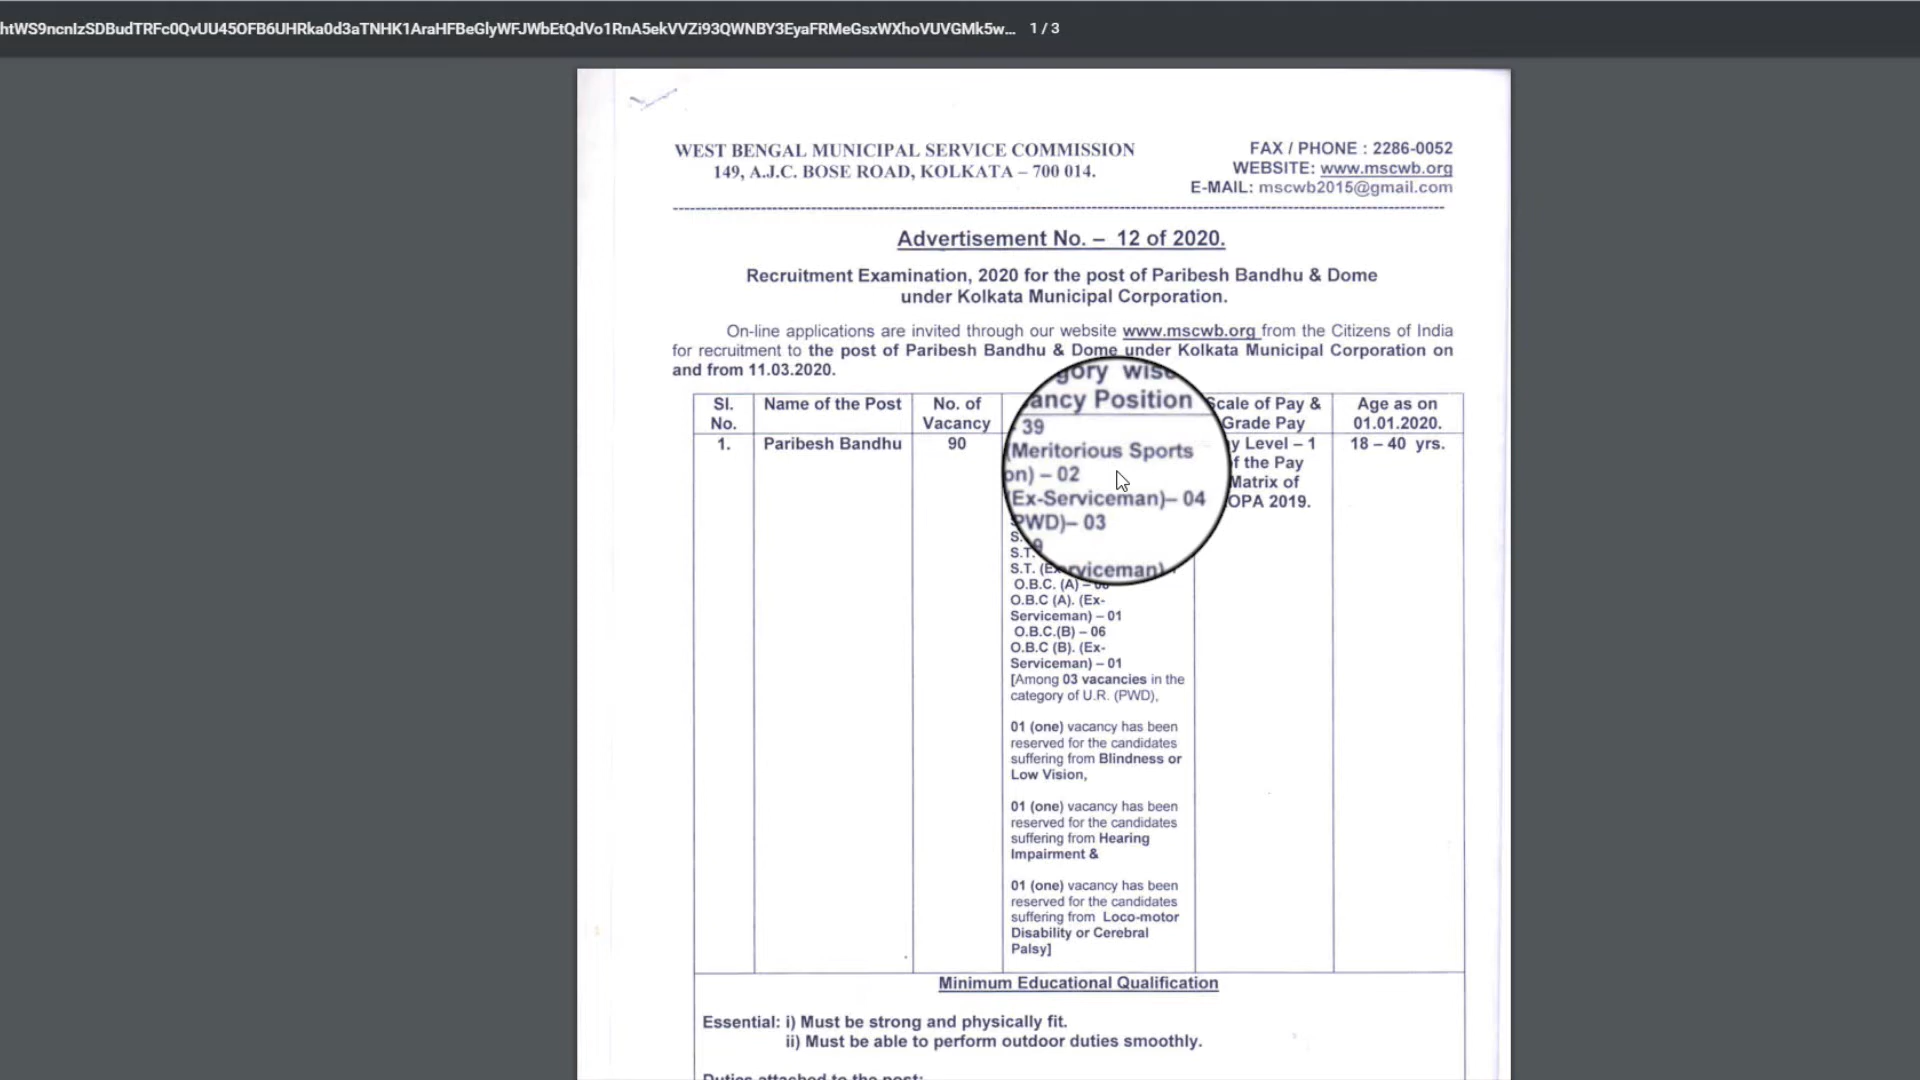 htWS9ncnIzSDBudTRFc0QvUU45OFB6UHRka0d3aTNHK1AraHFBeGlyWFJWbEtQdVo1RnA5ekVVZi93QWNBY3EyaFRMeGsxWXhoVUVGMk5w... 1 / 3
WEST BENGAL MUNICIPAL SERVICE COMMISSION
149, A.J.C. BOSE ROAD, KOLKATA – 700 014.
FAX / PHONE : 2286-0052
WEBSITE: www.mscwb.org
E-MAIL: mscwb2015@gmail.com
Advertisement No. – 12 of 2020.
Recruitment Examination, 2020 for the post of Paribesh Bandhu & Dome
under Kolkata Municipal Corporation.
On-line applications are invited through our website www.mscwb.org from the Citizens of India
for recruitment to the post of Paribesh Bandhu & Dome under Kolkata Municipal Corporation on
and from 11.03.2020.
Sl.
No.
Name of the Post
No. of
Vacancy
gory wise
ancy Position
Scale of Pay &
Grade Pay
Age as on
01.01.2020.
1.
Paribesh Bandhu
90
39
(Meritorious Sports
on) – 02
(Ex-Serviceman)– 04
PWD)– 03
S.
S.T.
S.T. (Ex rviceman)
O.B.C. (A) –
O.B.C (A). (Ex-
Serviceman) – 01
O.B.C.(B) – 06
O.B.C (B). (Ex-
Serviceman) – 01
[Among 03 vacancies in the
category of U.R. (PWD),
01 (one) vacancy has been
reserved for the candidates
suffering from Blindness or
Low Vision,
01 (one) vacancy has been
reserved for the candidates
suffering from Hearing
Impairment &
01 (one) vacancy has been
reserved for the candidates
suffering from Loco-motor
Disability or Cerebral
Palsy]
y Level – 1
f the Pay
Matrix of
OPA 2019.
18 – 40 yrs.
Minimum Educational Qualification
Essential: i) Must be strong and physically fit.
ii) Must be able to perform outdoor duties smoothly.
Duties attached to the post: